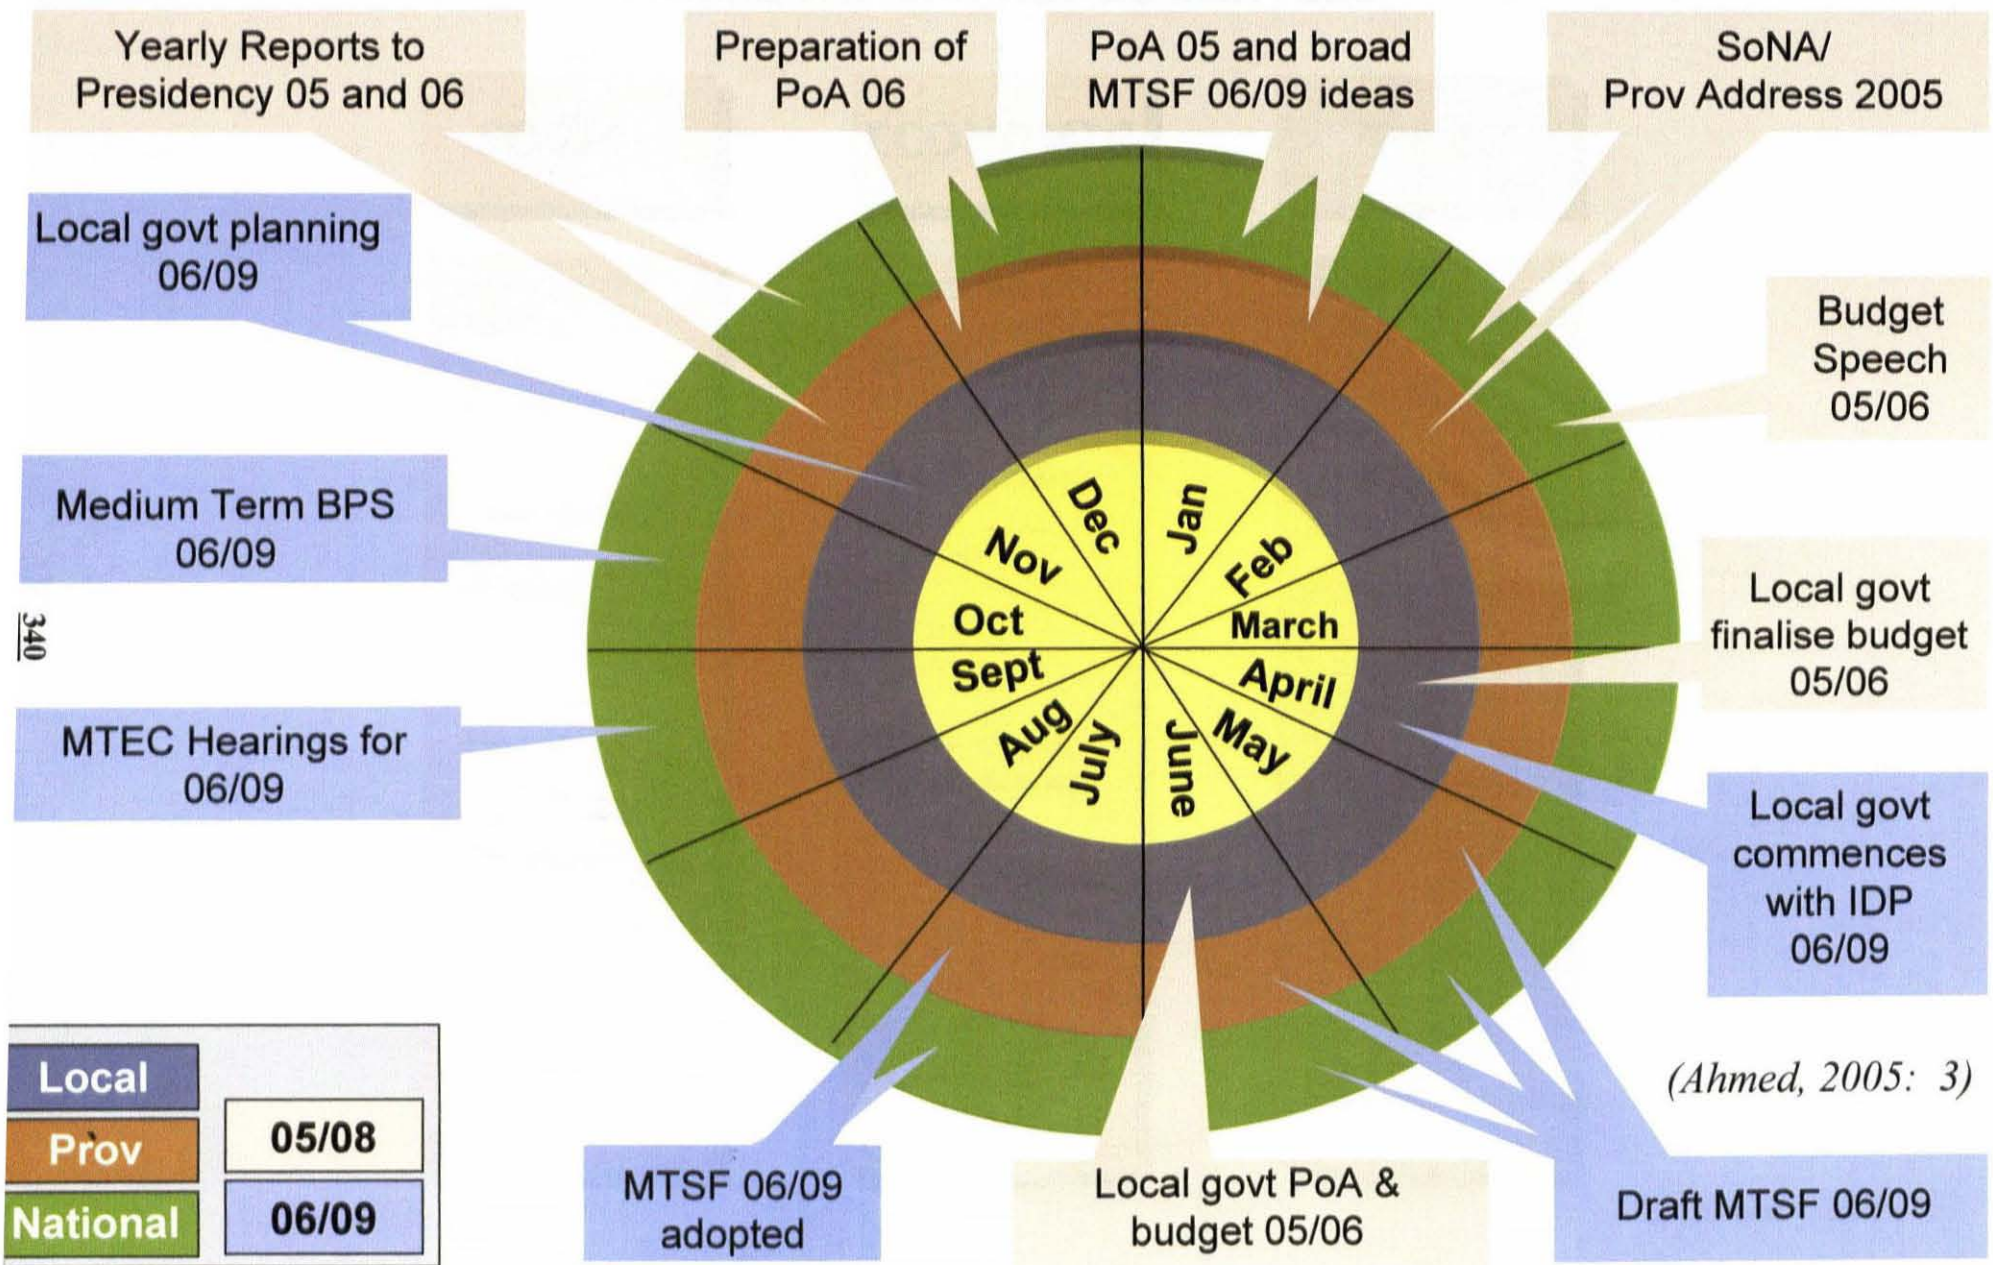 Yearly Reports to
Presidency 05 and 06
Preparation of
PoA 06
PoA 05 and broad
MTSF 06/09 ideas
SoNA/
Prov Address 2005
Local govt planning
06/09
Budget
Speech
05/06
Medium Term BPS
06/09
Local govt
finalise budget
05/06
MTEC Hearings for
06/09
Local govt
commences
with IDP
06/09
Jan
Feb
March
April
May
June
July
Aug
Sept
Oct
Nov
Dec
340
(Ahmed, 2005: 3)
Local
Prov
National
05/08
06/09
MTSF 06/09
adopted
Local govt PoA &
budget 05/06
Draft MTSF 06/09